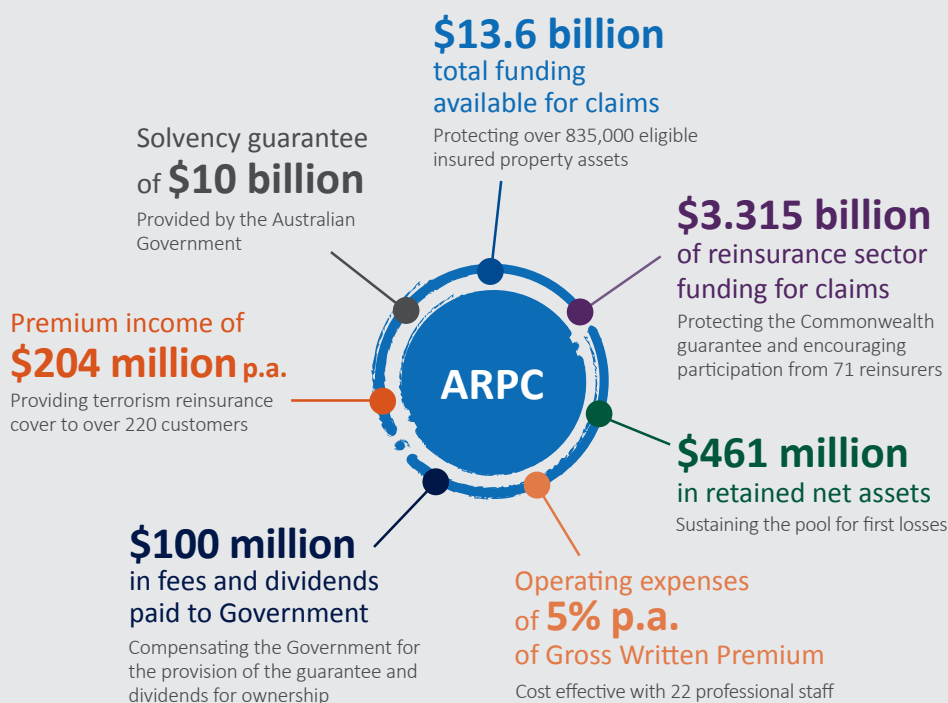 $13.6 billion
total funding
available for claims
Protecting over 835,000 eligible
insured property assets
Solvency guarantee
of $10 billion
Provided by the Australian
Government
$3.315 billion
of reinsurance sector
funding for claims
Protecting the Commonwealth
guarantee and encouraging
participation from 71 reinsurers
Premium income of
$204 million p.a.
Providing terrorism reinsurance
cover to over 220 customers
ARPC
$461 million
in retained net assets
Sustaining the pool for first losses
$100 million
in fees and dividends
paid to Government
Compensating the Government for
the provision of the guarantee and
dividends for ownership
Operating expenses
of 5% p.a.
of Gross Written Premium
Cost effective with 22 professional staff